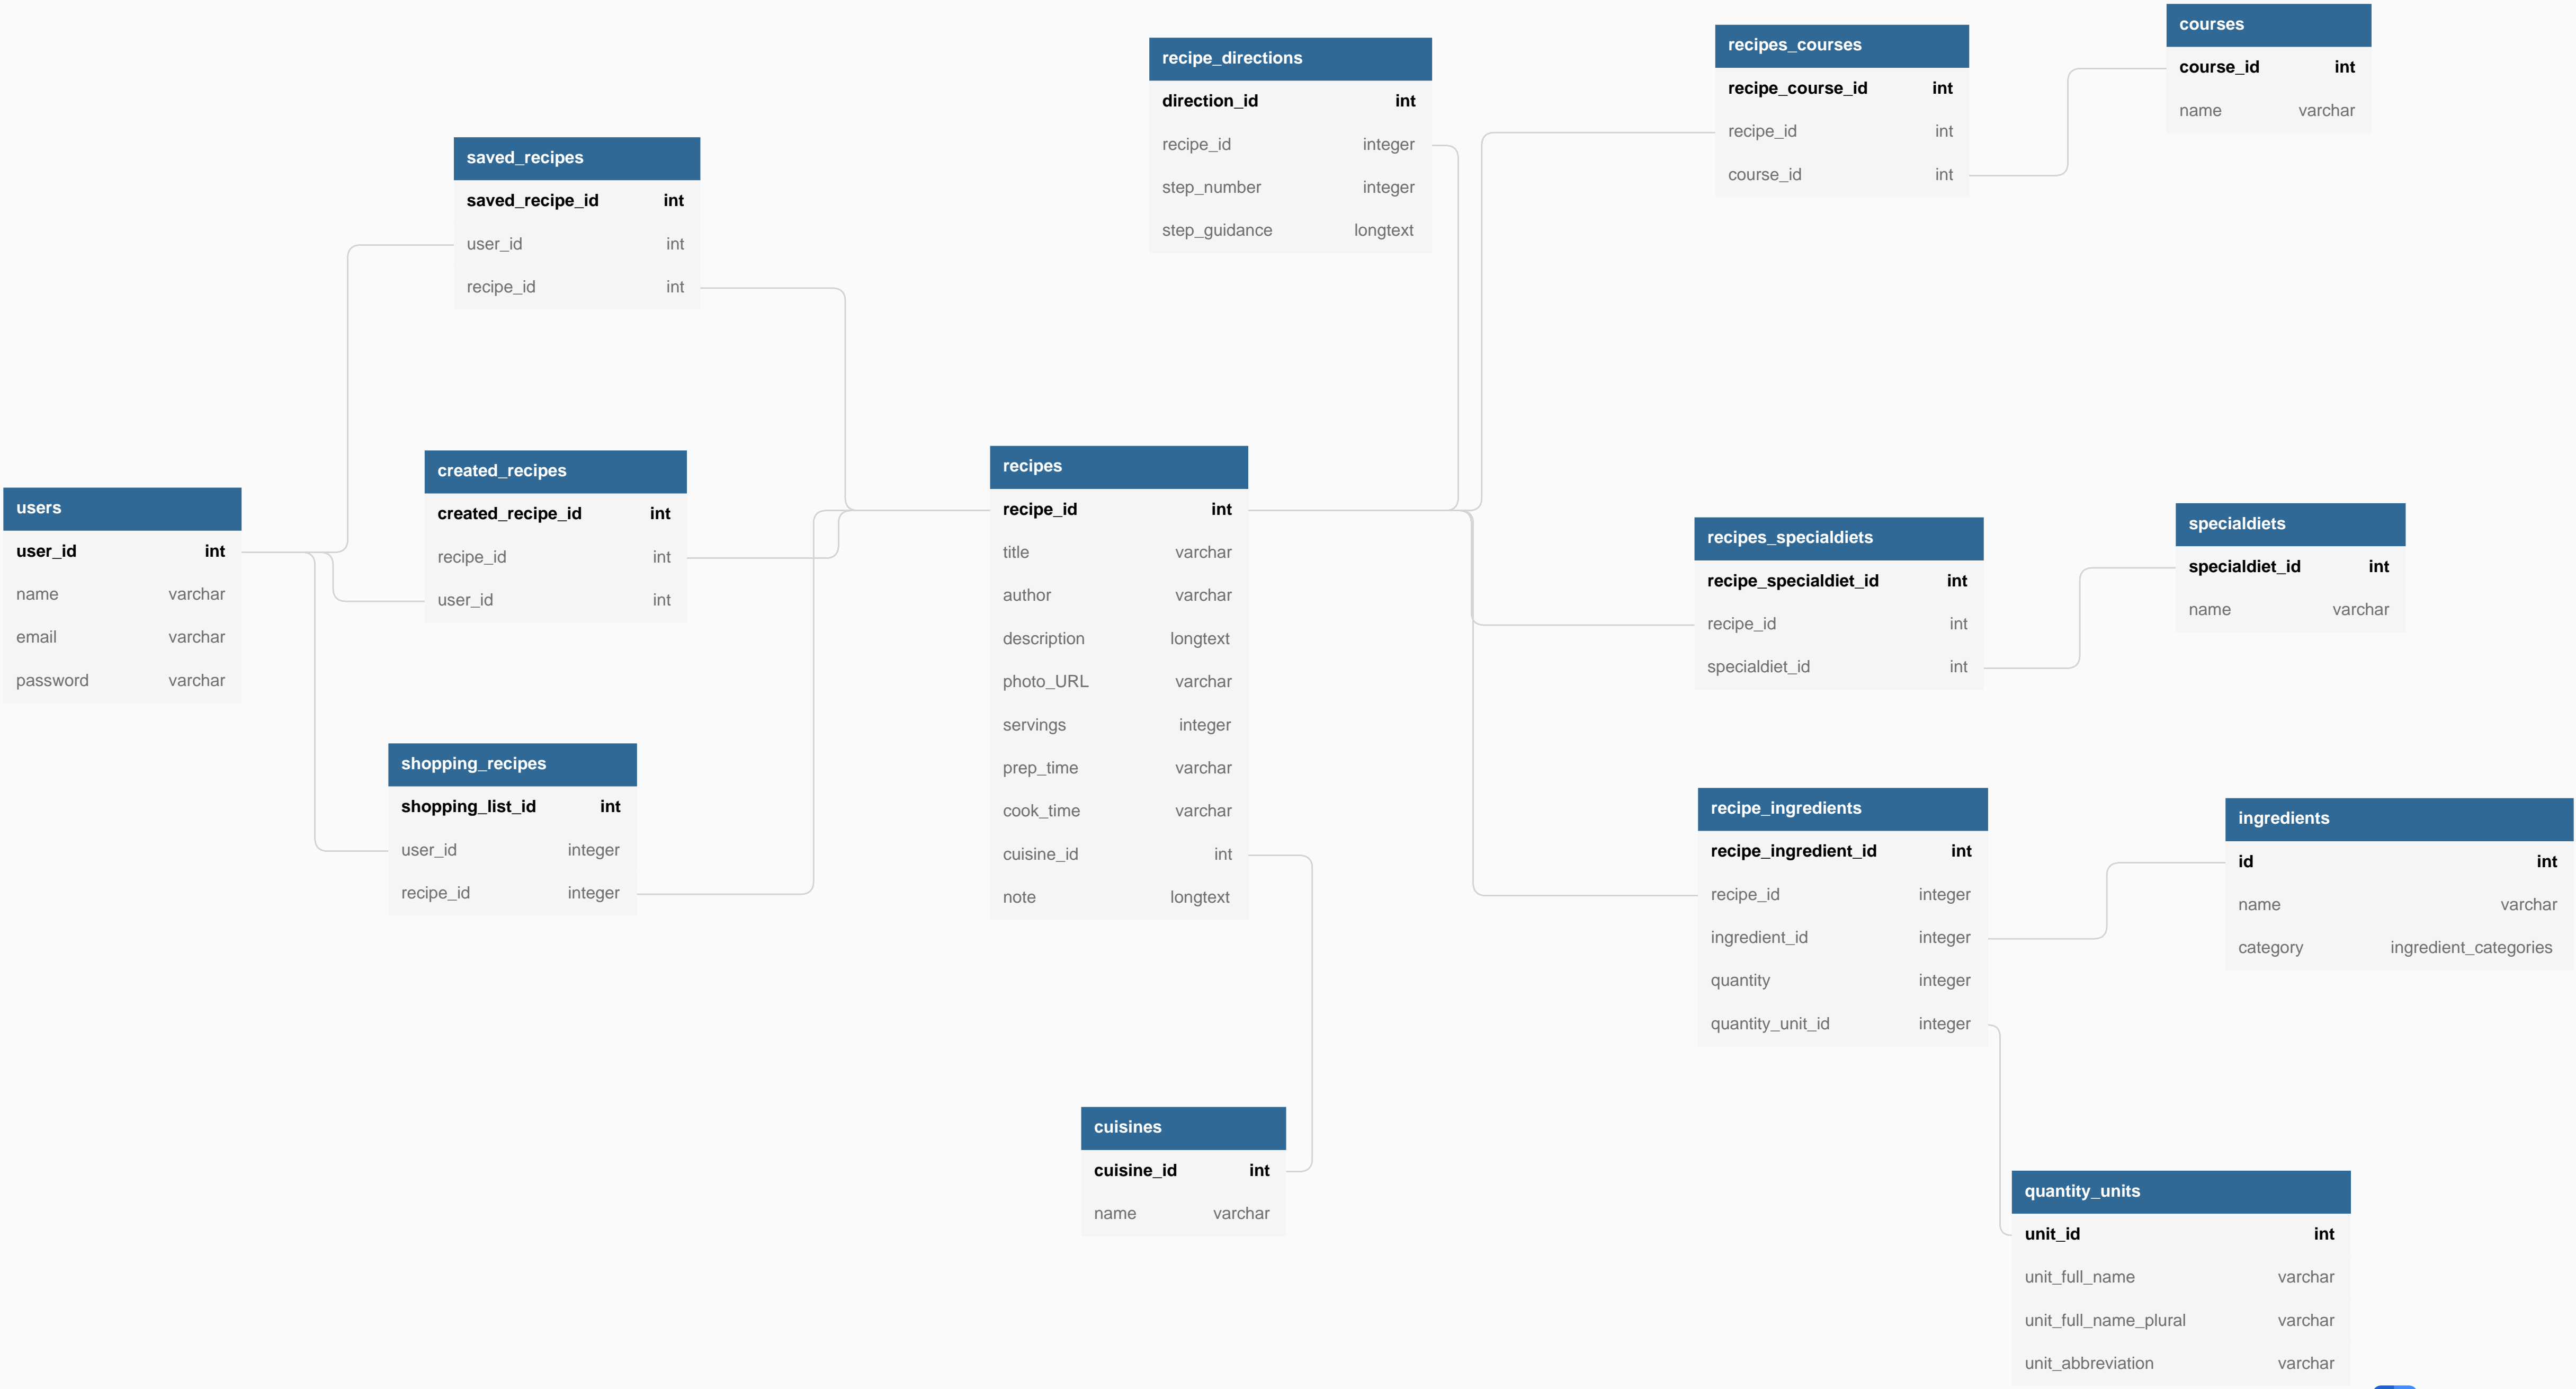 users
user_id int
name varchar
email varchar
password varchar
saved_recipes
saved_recipe_id int
user_id int
recipe_id int
created_recipes
created_recipe_id int
recipe_id int
user_id int
shopping_recipes
shopping_list_id int
user_id integer
recipe_id integer
recipe_directions
direction_id int
recipe_id integer
step_number integer
step_guidance longtext
recipes
recipe_id int
title varchar
author varchar
description longtext
photo_URL varchar
servings integer
prep_time varchar
cook_time varchar
cuisine_id int
note longtext
cuisines
cuisine_id int
name varchar
recipes_courses
recipe_course_id int
recipe_id int
course_id int
courses
course_id int
name varchar
recipes_specialdiets
recipe_specialdiet_id int
recipe_id int
specialdiet_id int
specialdiets
specialdiet_id int
name varchar
recipe_ingredients
recipe_ingredient_id int
recipe_id integer
ingredient_id integer
quantity integer
quantity_unit_id integer
ingredients
id int
name varchar
category ingredient_categories
quantity_units
unit_id int
unit_full_name varchar
unit_full_name_plural varchar
unit_abbreviation varchar